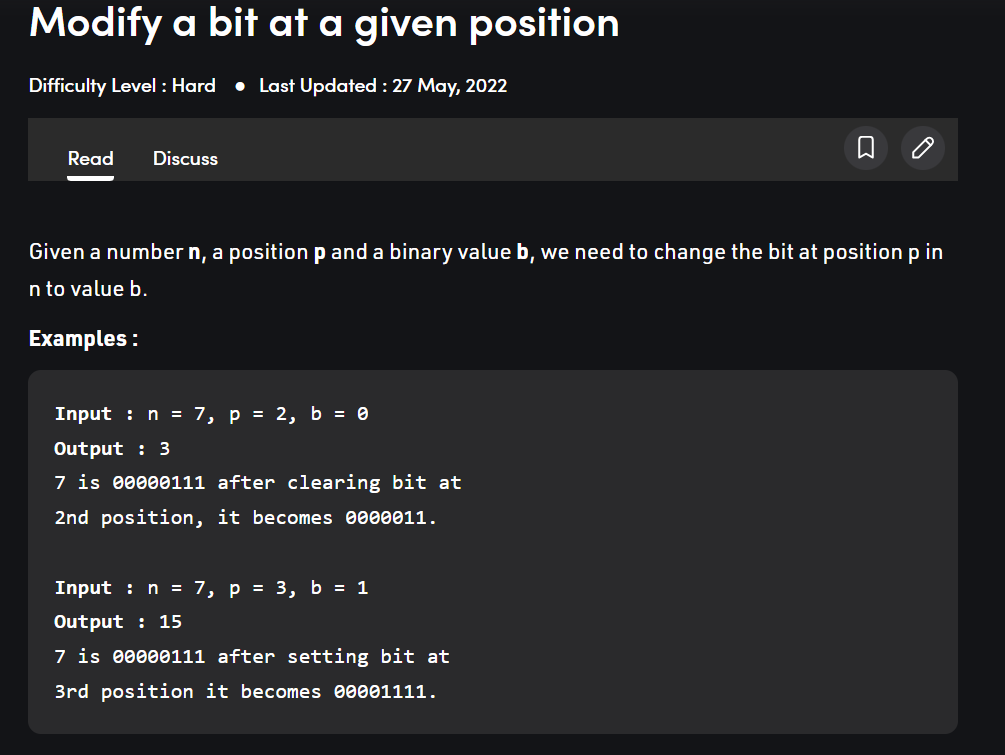 Modify a bit at a given position
Difficulty Level : Hard ● Last Updated : 27 May, 2022
Read Discuss
Given a number n, a position p and a binary value b, we need to change the bit at position p in
n to value b.
Examples :
Input : n = 7, p = 2, b = 0
Output : 3
7 is 00000111 after clearing bit at
2nd position, it becomes 0000011.
Input : n = 7, p = 3, b = 1
Output : 15
7 is 00000111 after setting bit at
3rd position it becomes 00001111.